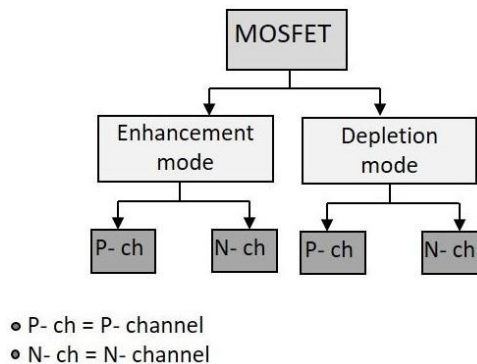 MOSFET
Enhancement
mode
Depletion
mode
P- ch
N- ch
P- ch
N- ch
P- ch = P- channel
N- ch = N- channel